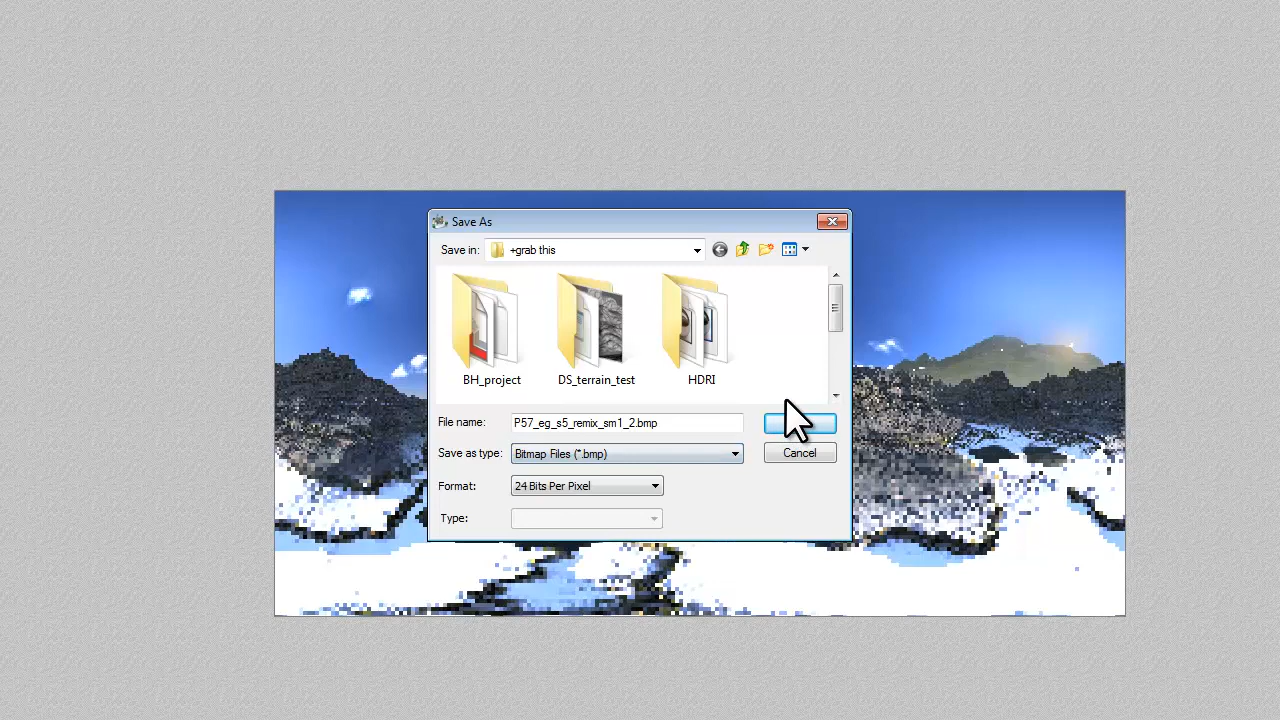 Save As
Save in: +grab this
BH_project DS_terrain_test HDRI
File name: P57_eg_s5_remix_sm1_2.bmp
Save as type: Bitmap Files (*.bmp) Cancel
Format: 24 Bits Per Pixel
Type: